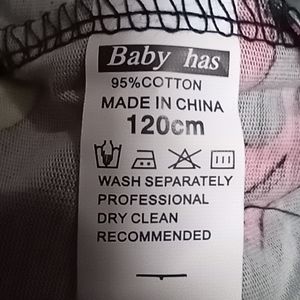 Baby has
95%COTTON
MADE IN CHINA
120cm
WASH SEPARATELY
PROFESSIONAL
DRY CLEAN
RECOMMENDED